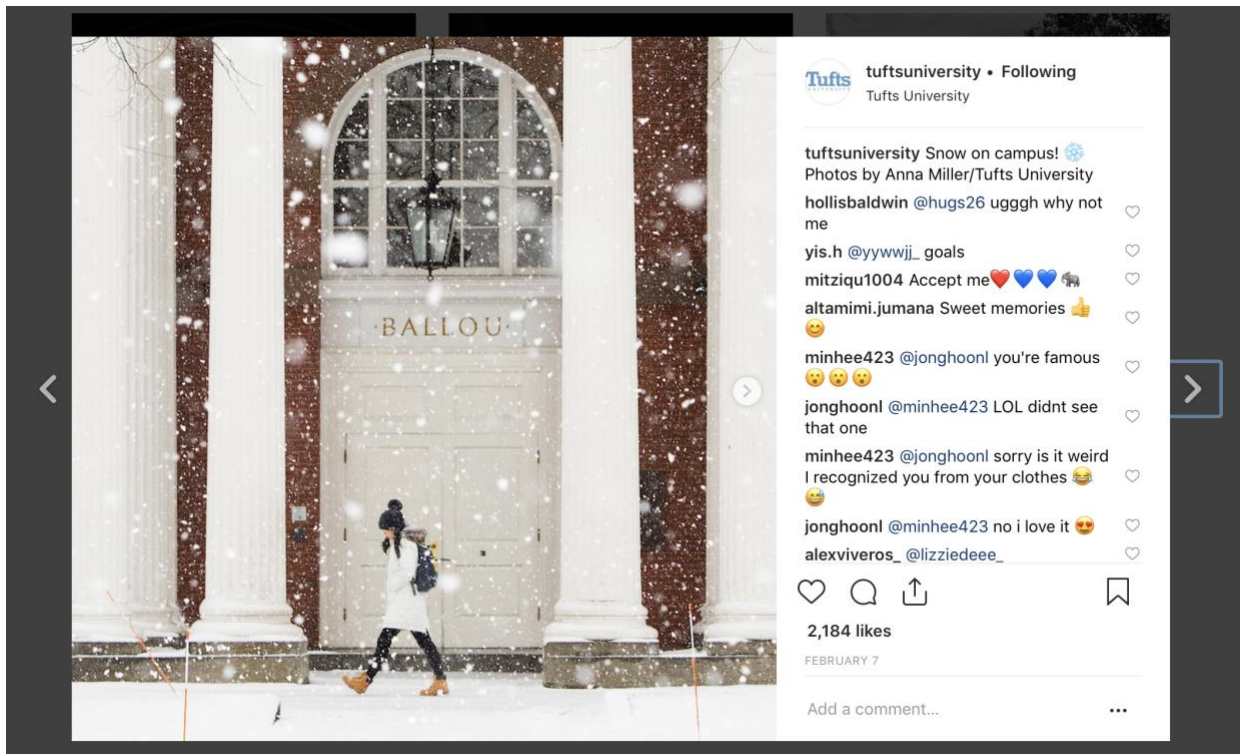 BALLOU
Tufts
UNIVERSITY
tuftsuniversity • Following
Tufts University
tuftsuniversity Snow on campus! ❄️
Photos by Anna Miller/Tufts University
hollisbaldwin @hugs26 ugggh why not
me
yis.h @yywwjj_ goals
mitziqu1004 Accept me❤️💙💙🐘
altamimi.jumana Sweet memories 👍
😊
minhee423 @jonghoonl you're famous
😮😮😮
jonghoonl @minhee423 LOL didnt see
that one
minhee423 @jonghoonl sorry is it weird
I recognized you from your clothes 😂
😅
jonghoonl @minhee423 no i love it 😍
alexviveros_ @lizziedeee_
2,184 likes
FEBRUARY 7
Add a comment...